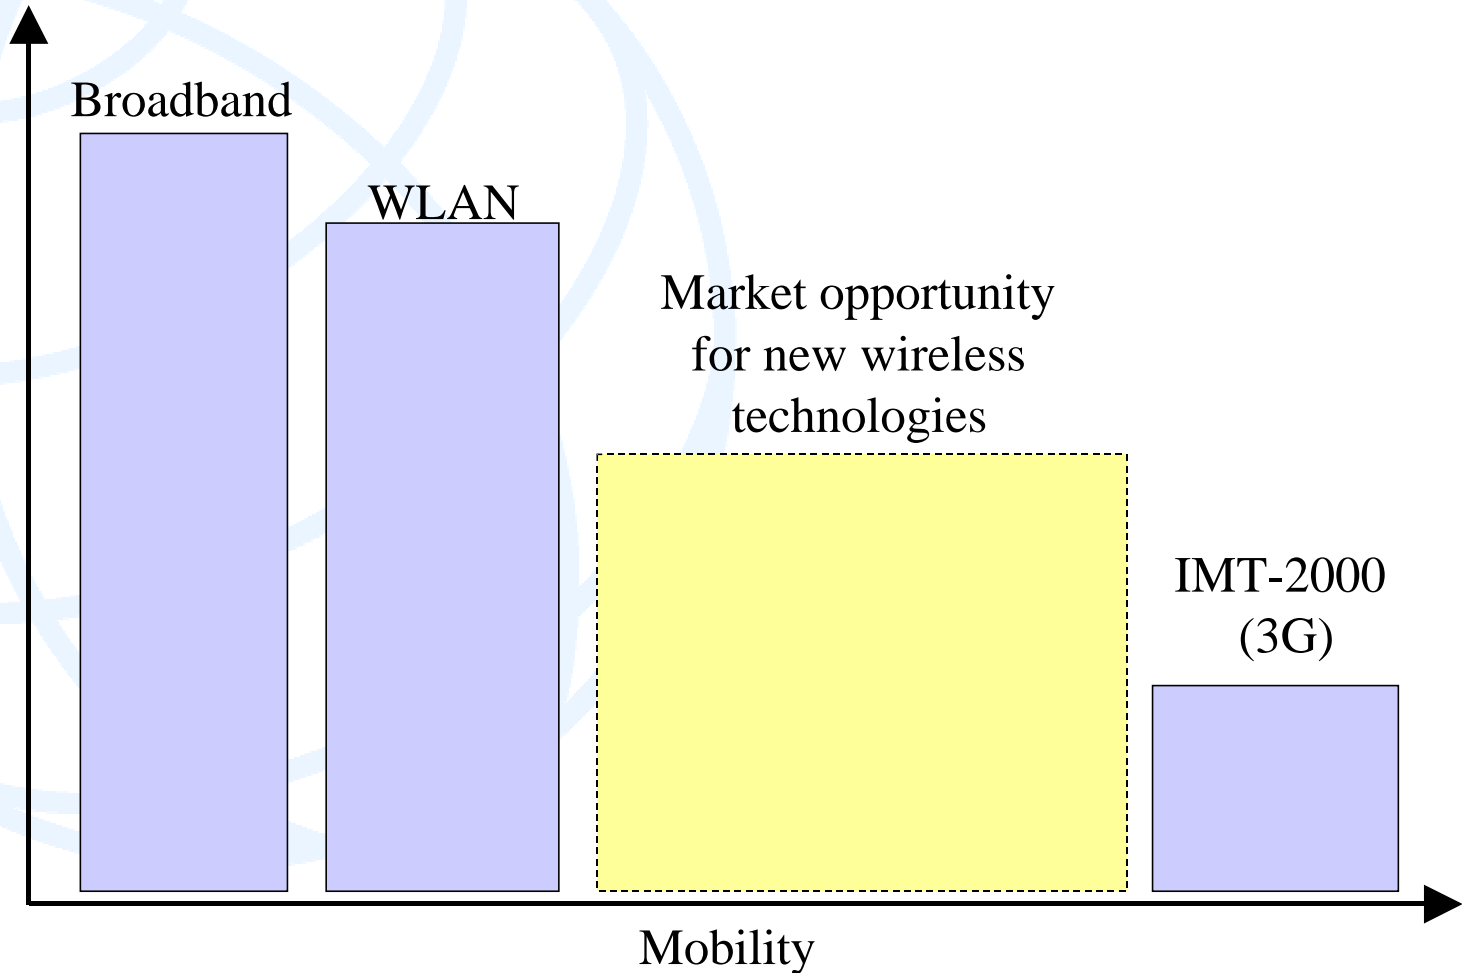 Broadband
WLAN
Market opportunity
for new wireless
technologies
IMT-2000
(3G)
Mobility